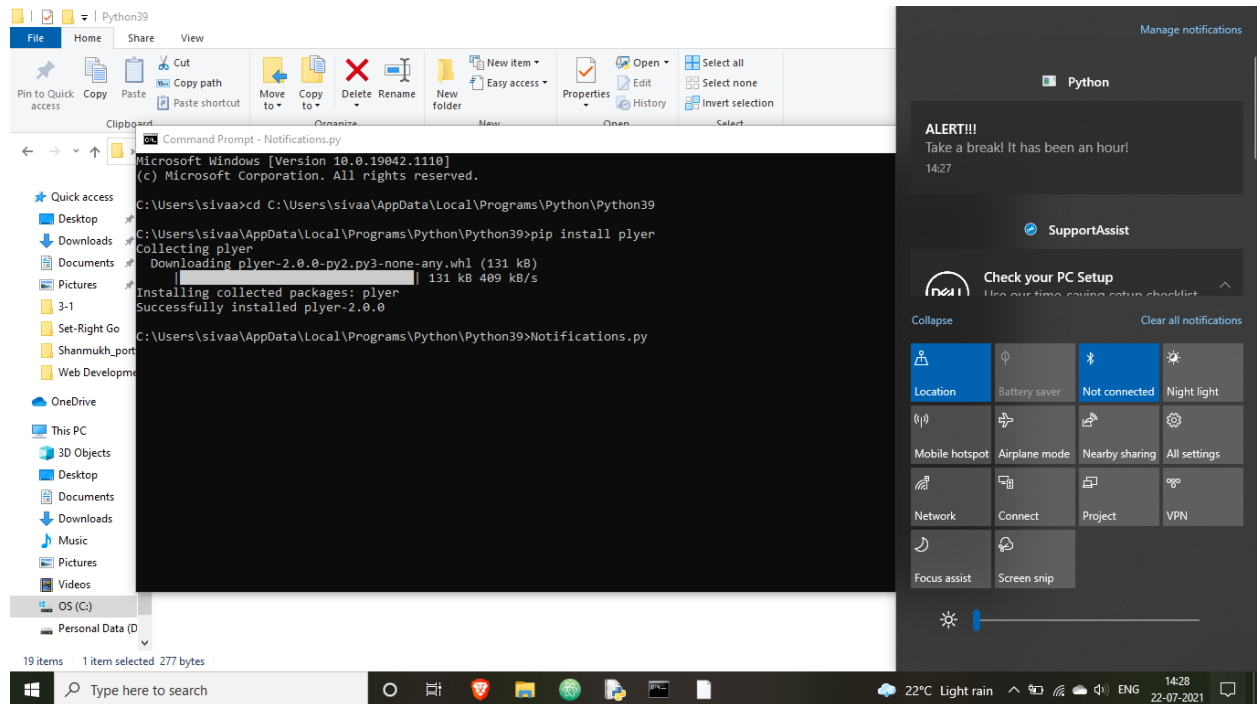 Python39
File Home Share View
Pin to Quick access
Copy
Paste
Cut
Copy path
Paste shortcut
Move to
Copy to
Delete
Rename
New folder
New item
Easy access
Properties
Open
Edit
History
Select all
Select none
Invert selection
Clipboard Organize New Open Select
Command Prompt - Notifications.py
Microsoft Windows [Version 10.0.19042.1110]
(c) Microsoft Corporation. All rights reserved.
C:\Users\sivaa>cd C:\Users\sivaa\AppData\Local\Programs\Python\Python39
C:\Users\sivaa\AppData\Local\Programs\Python\Python39>pip install plyer
Collecting plyer
Downloading plyer-2.0.0-py2.py3-none-any.whl (131 kB)
| | 131 kB 409 kB/s
Installing collected packages: plyer
Successfully installed plyer-2.0.0
C:\Users\sivaa\AppData\Local\Programs\Python\Python39>Notifications.py
Quick access
Desktop
Downloads
Documents
Pictures
3-1
Set-Right Go
Shanmukh_port
Web Developme
OneDrive
This PC
3D Objects
Desktop
Documents
Downloads
Music
Pictures
Videos
OS (C:)
Personal Data (D
19 items 1 item selected 277 bytes
Manage notifications
Python
ALERT!!!
Take a break! It has been an hour!
14:27
SupportAssist
DELL
Check your PC Setup
Use our time-saving setup checklist
Collapse Clear all notifications
Location Battery saver Not connected Night light
Mobile hotspot Airplane mode Nearby sharing All settings
Network Connect Project VPN
Focus assist Screen snip
Type here to search
22°C Light rain
ENG
14:28
22-07-2021